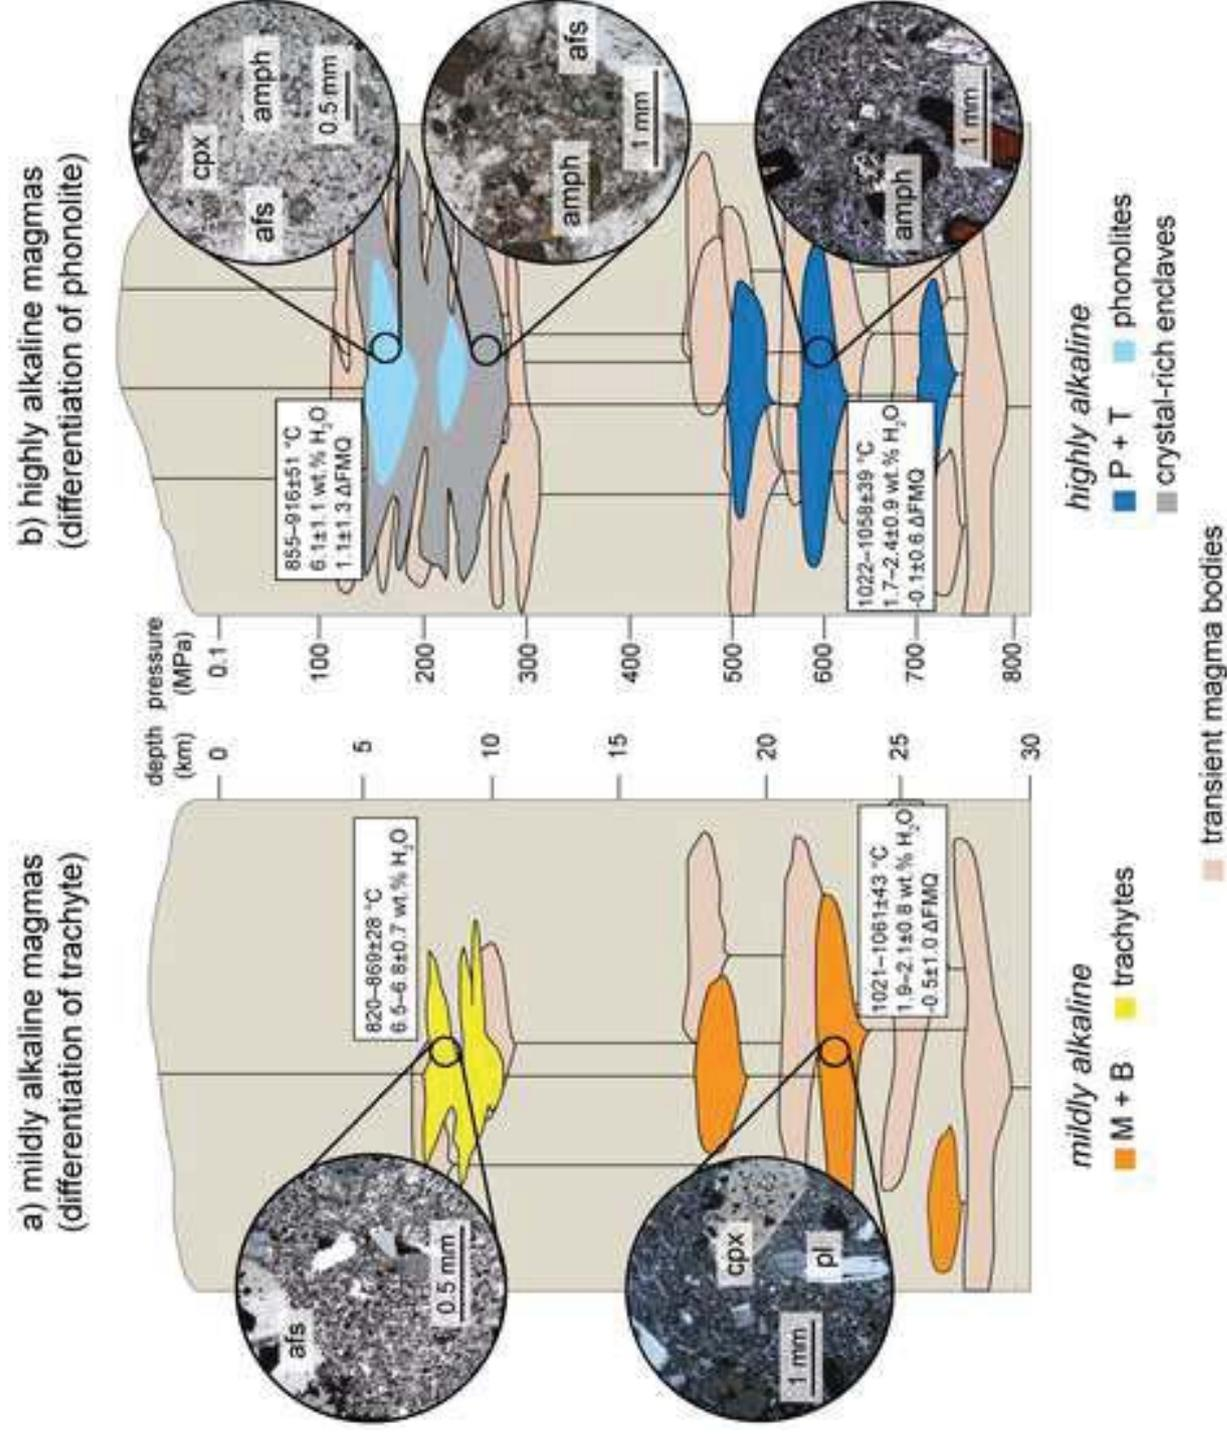 a) mildly alkaline magmas
(differentiation of trachyte)
afs
0.5 mm
820–869±28 °C
6.5–6.8±0.7 wt.% H₂O
cpx
pl
1 mm
1021–1061±43 °C
1.9–2.1±0.8 wt.% H₂O
-0.5±1.0 ΔFMQ
depth
(km)
0
5
10
15
20
25
30
pressure
(MPa)
0.1
100
200
300
400
500
600
700
800
b) highly alkaline magmas
(differentiation of phonolite)
855–916±51 °C
6.1±1.1 wt.% H₂O
1.1±1.3 ΔFMQ
afs
cpx
amph
0.5 mm
amph
afs
1 mm
1022–1058±39 °C
1.7–2.4±0.9 wt.% H₂O
-0.1±0.6 ΔFMQ
amph
1 mm
mildly alkaline
M + B
trachytes
highly alkaline
P + T
phonolites
crystal-rich enclaves
transient magma bodies